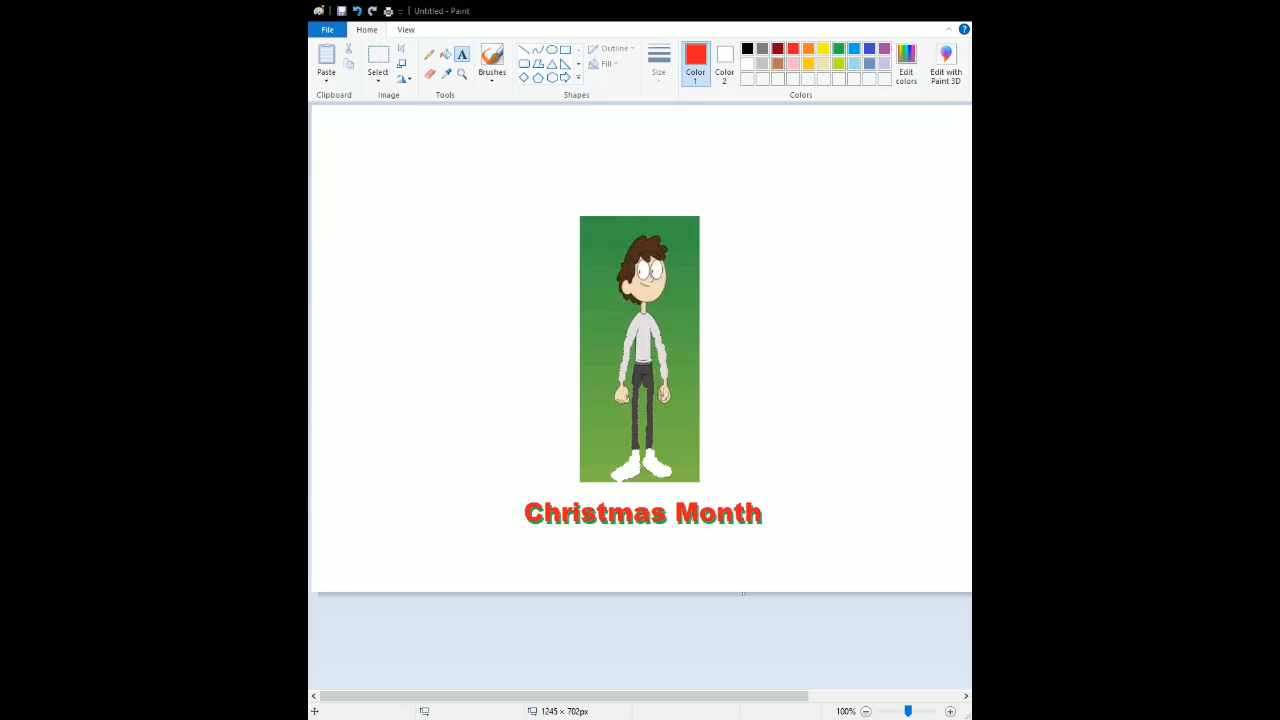 Untitled - Paint
File Home View
Paste
Select
Brushes
Outline
Fill
Size
Color 1
Color 2
Edit colors
Edit with Paint 3D
Clipboard Image Tools Shapes Colors
Christmas Month
1245 × 702px
100%